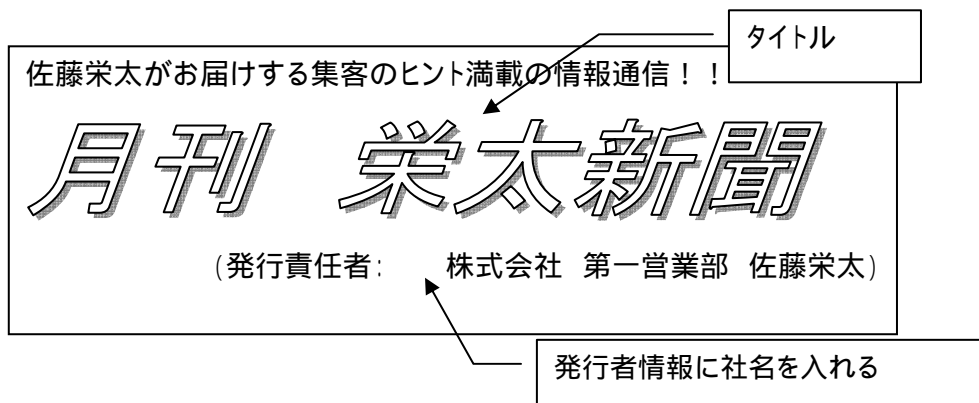 タイトル
佐藤栄太がお届けする集客のヒント満載の情報通信！！
月刊　栄太新聞
(発行責任者:　　株式会社 第一営業部 佐藤栄太)
発行者情報に社名を入れる